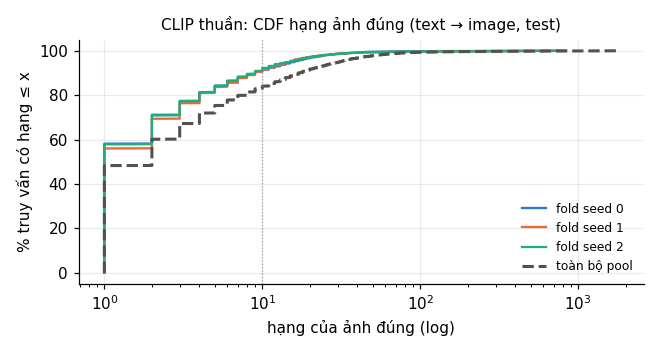 CLIP thuần: CDF hạng ảnh đúng (text → image, test)
% truy vấn có hạng ≤ x
100
80
60
40
20
0
fold seed 0
fold seed 1
fold seed 2
toàn bộ pool
10⁰ 10¹ 10² 10³
hạng của ảnh đúng (log)